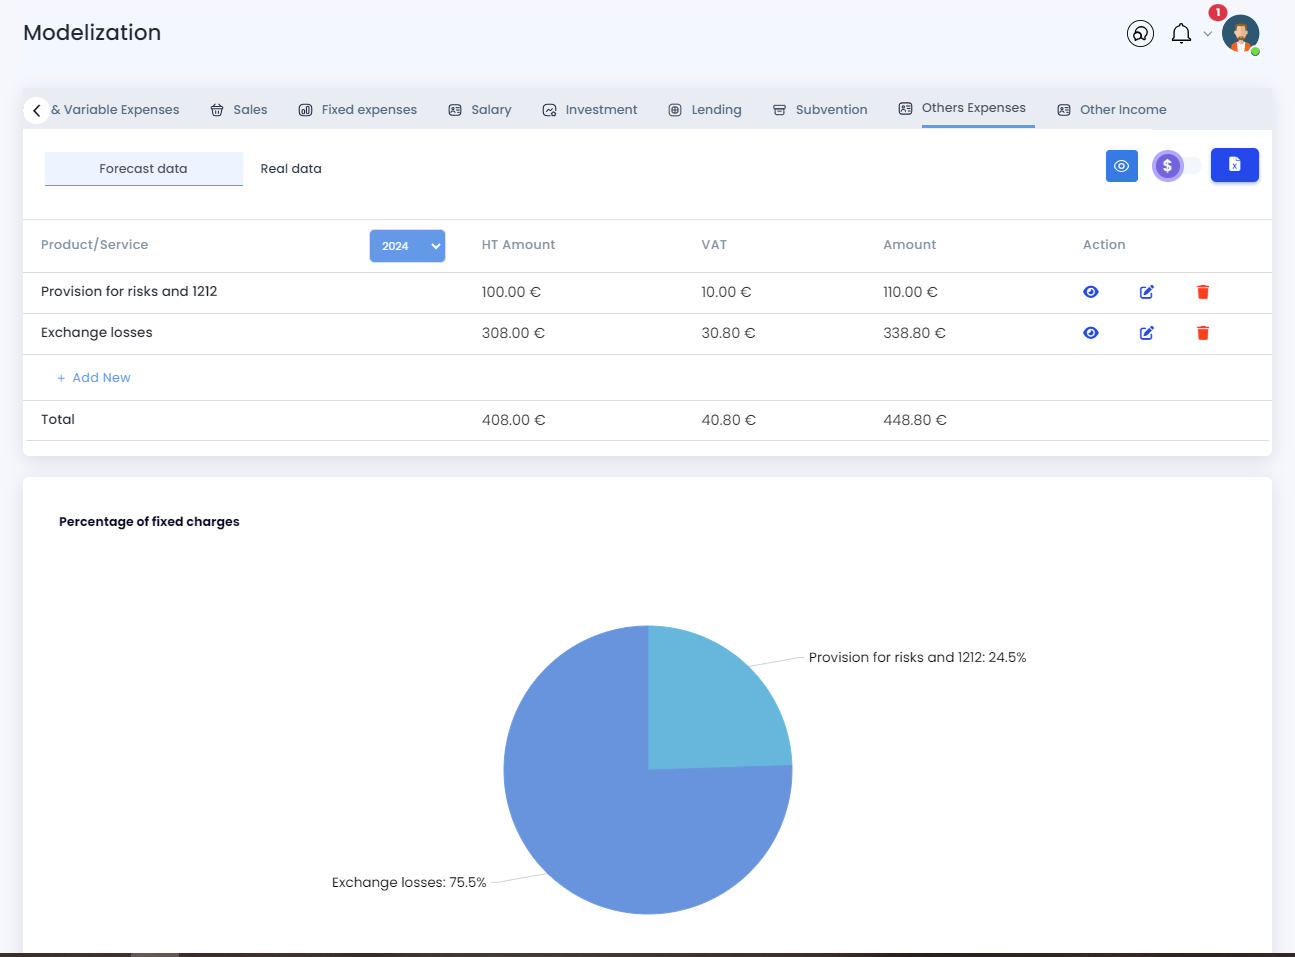 Modelization
1
& Variable Expenses Sales Fixed expenses Salary Investment Lending Subvention Others Expenses Other Income
Forecast data Real data $
Product/Service 2024 HT Amount VAT Amount Action
Provision for risks and 1212 100.00 € 10.00 € 110.00 €
Exchange losses 308.00 € 30.80 € 338.80 €
+ Add New
Total 408.00 € 40.80 € 448.80 €
Percentage of fixed charges
Provision for risks and 1212: 24.5%
Exchange losses: 75.5%